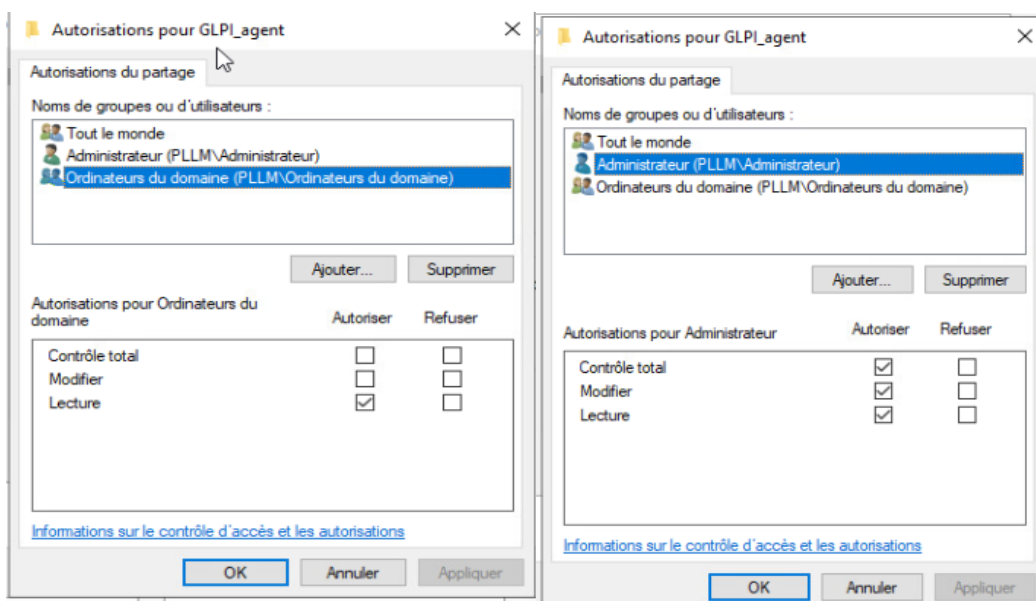 Autorisations pour GLPI_agent
Autorisations du partage
Noms de groupes ou d'utilisateurs :
Tout le monde
Administrateur (PLLM\Administrateur)
Ordinateurs du domaine (PLLM\Ordinateurs du domaine)
Ajouter... Supprimer
Autorisations pour Ordinateurs du
domaine Autoriser Refuser
Contrôle total
Modifier
Lecture
Informations sur le contrôle d'accès et les autorisations
OK Annuler Appliquer
Autorisations pour GLPI_agent
Autorisations du partage
Noms de groupes ou d'utilisateurs :
Tout le monde
Administrateur (PLLM\Administrateur)
Ordinateurs du domaine (PLLM\Ordinateurs du domaine)
Ajouter... Supprimer
Autorisations pour Administrateur Autoriser Refuser
Contrôle total
Modifier
Lecture
Informations sur le contrôle d'accès et les autorisations
OK Annuler Appliquer